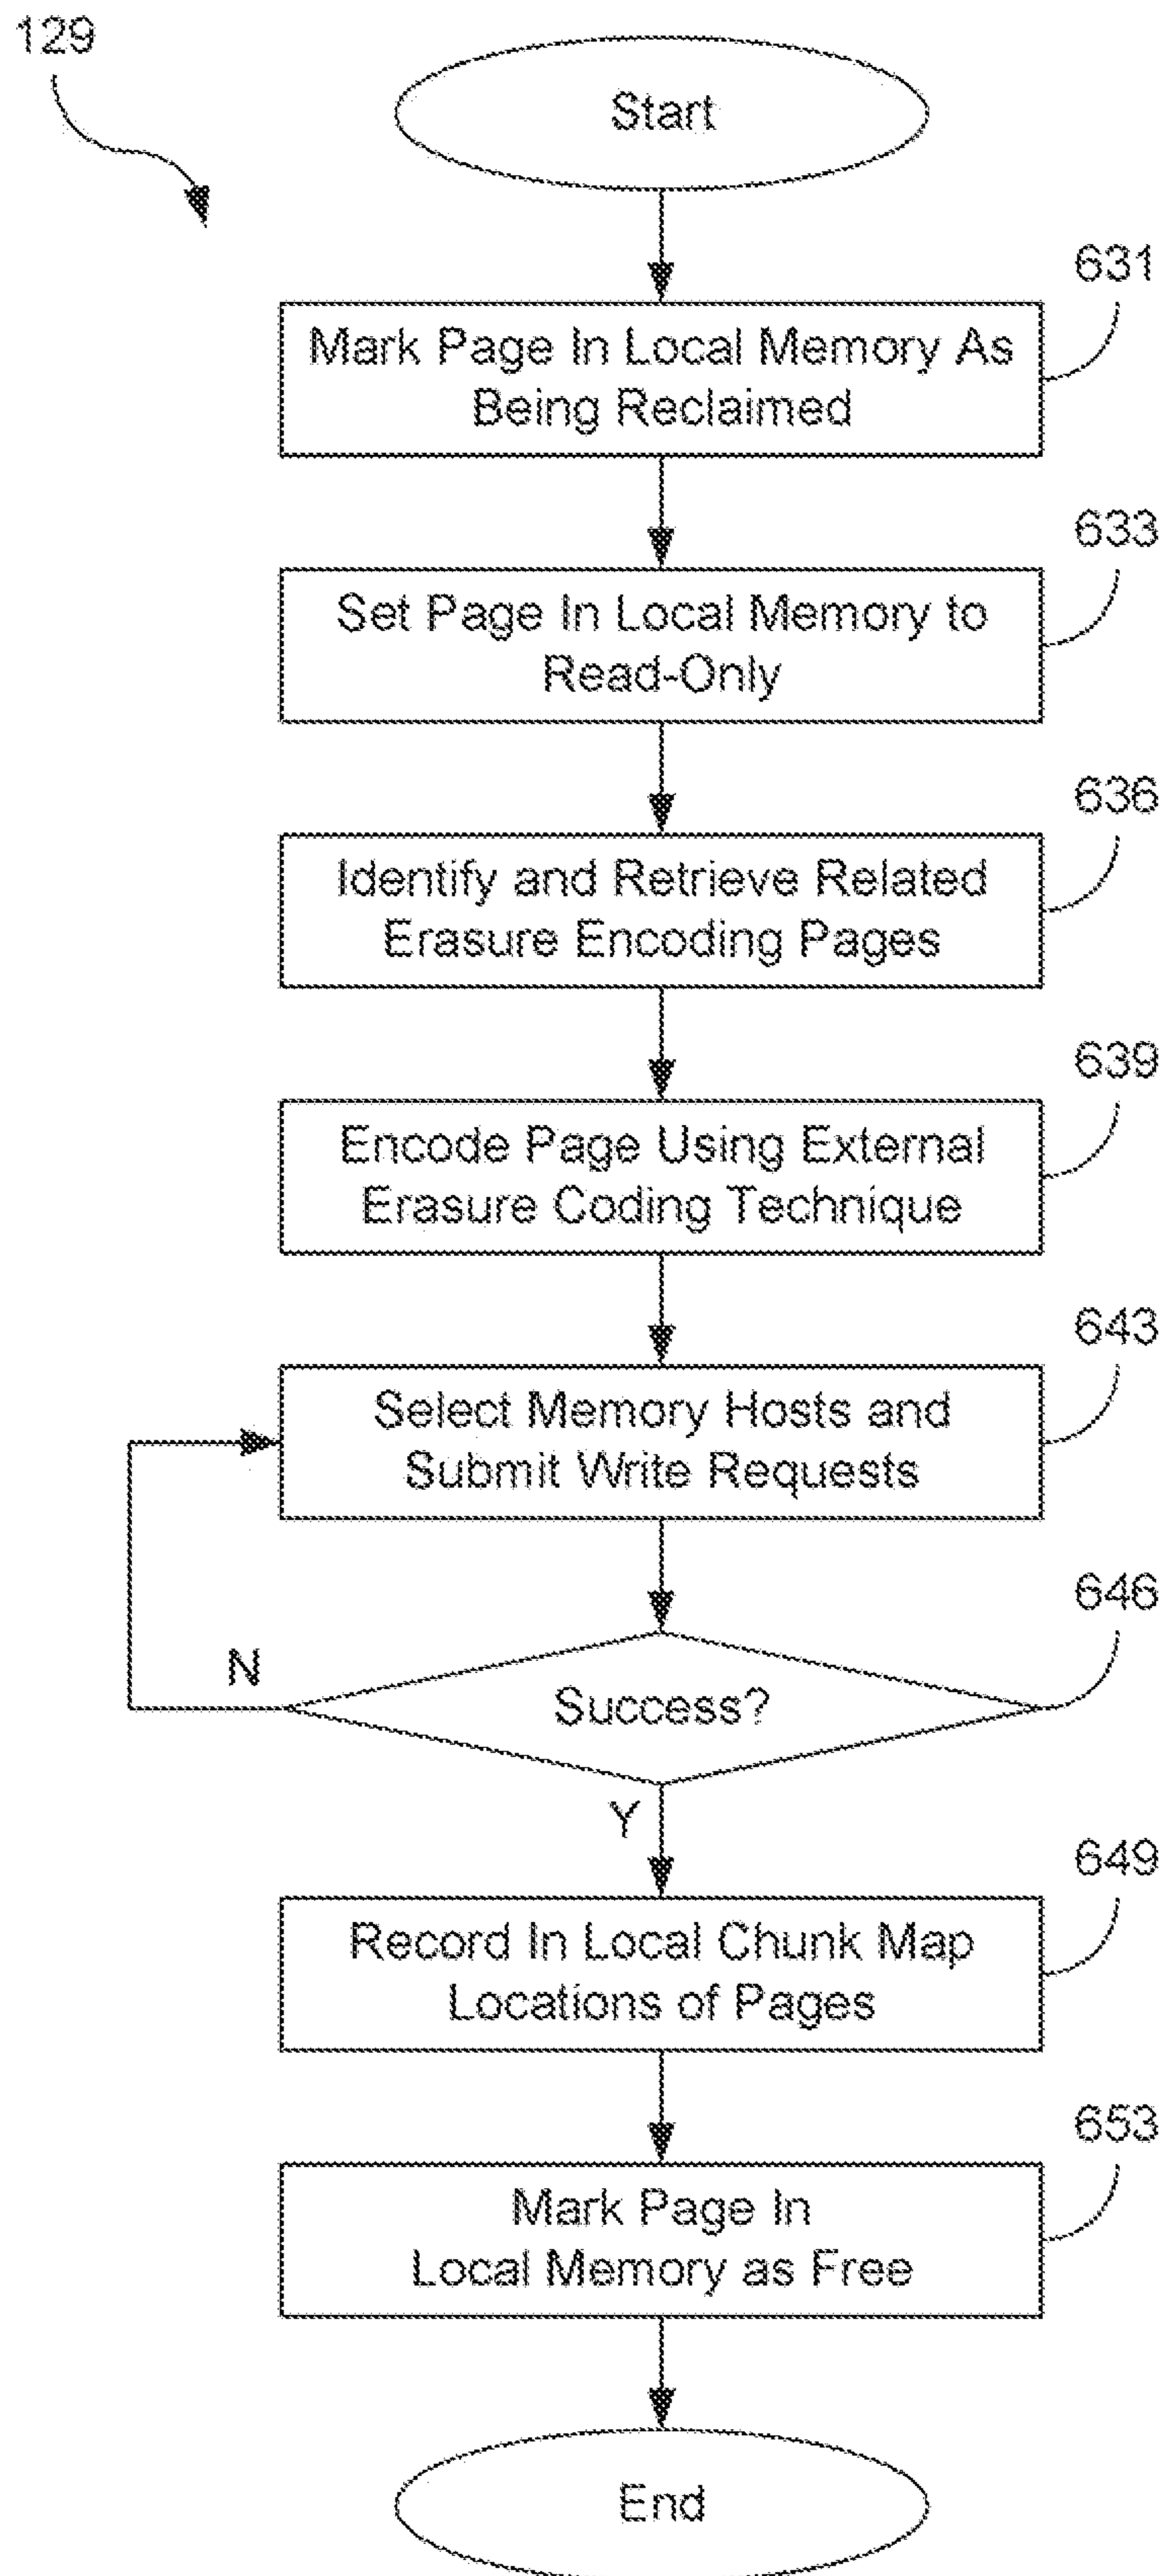 129
Start
631
Mark Page In Local Memory As
Being Reclaimed
633
Set Page In Local Memory to
Read-Only
636
Identify and Retrieve Related
Erasure Encoding Pages
639
Encode Page Using External
Erasure Coding Technique
643
Select Memory Hosts and
Submit Write Requests
646
N
Success?
Y
649
Record In Local Chunk Map
Locations of Pages
653
Mark Page In
Local Memory as Free
End